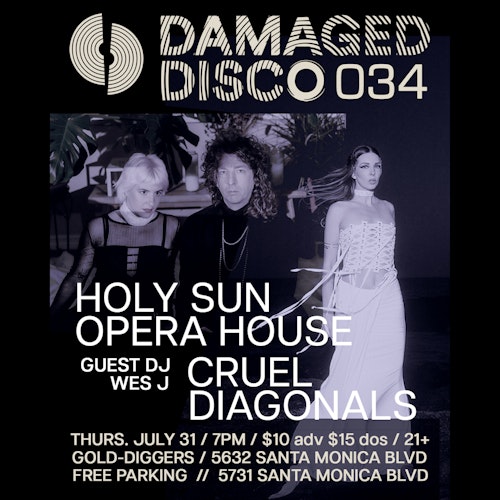 DAMAGED
DISCO 034
HOLY SUN
OPERA HOUSE
GUEST DJ
WES J
CRUEL
DIAGONALS
THURS. JULY 31 / 7PM / $10 adv $15 dos / 21+
GOLD-DIGGERS / 5632 SANTA MONICA BLVD
FREE PARKING // 5731 SANTA MONICA BLVD